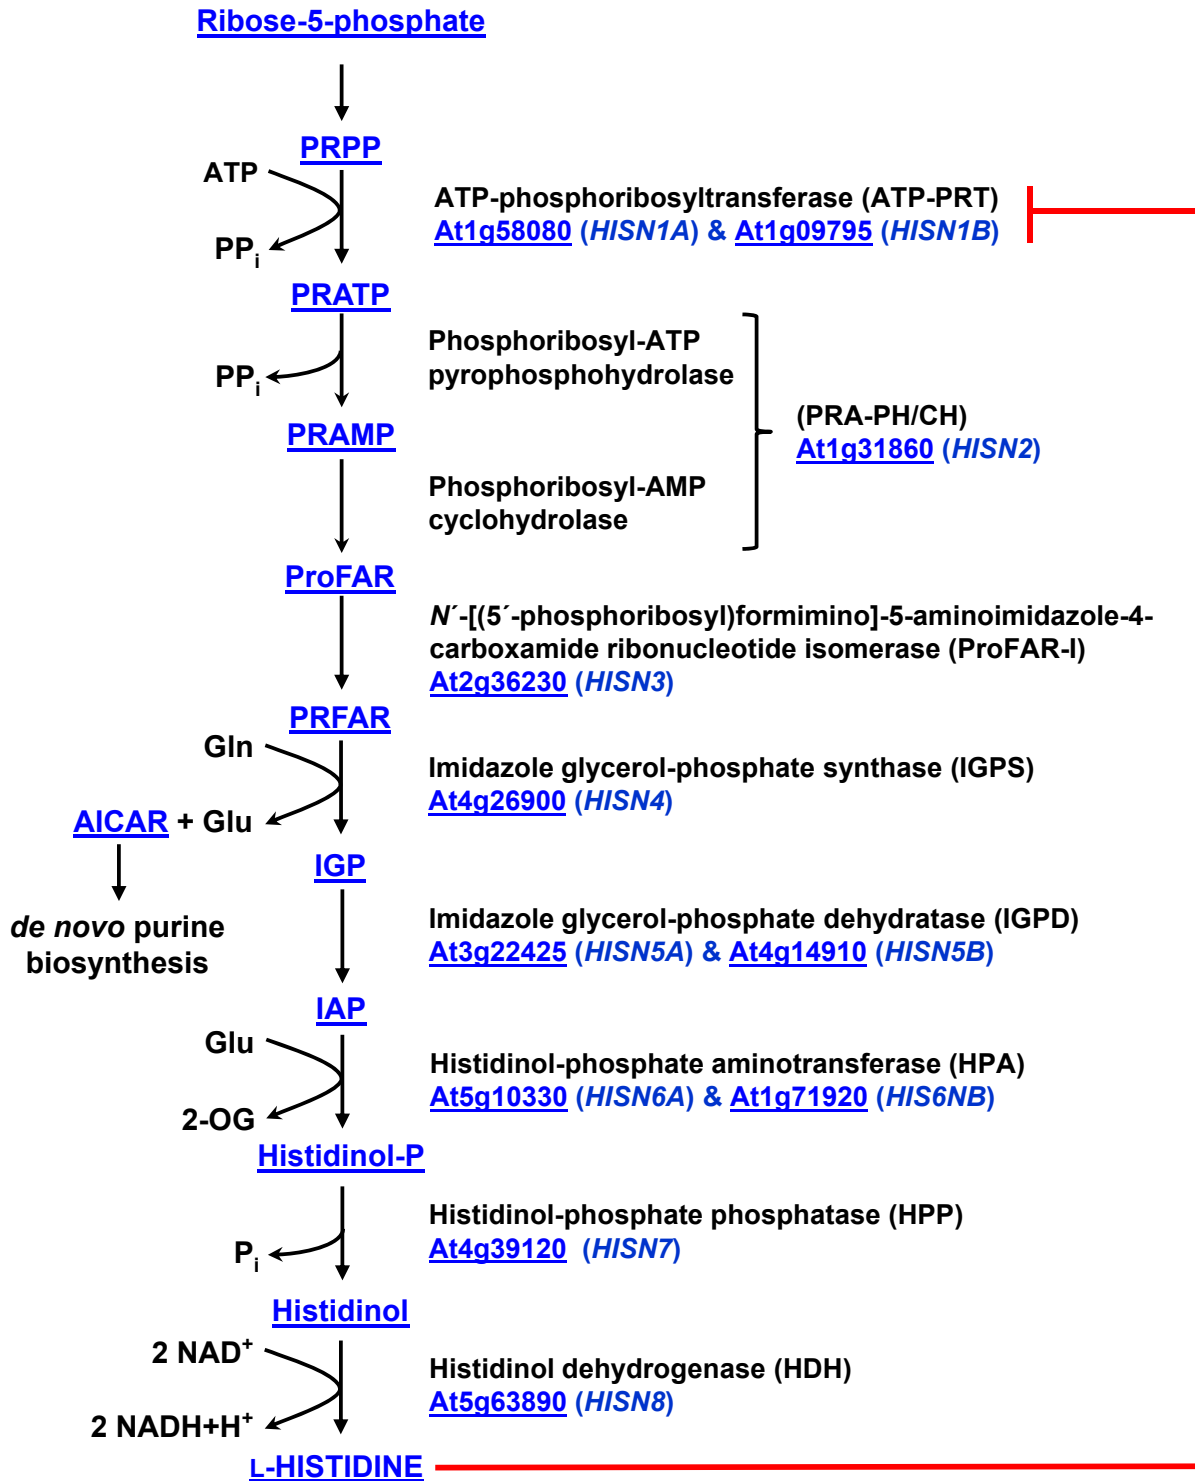 Ribose-5-phosphate
PRPP
ATP
PPi
ATP-phosphoribosyltransferase (ATP-PRT)
At1g58080 (HISN1A) & At1g09795 (HISN1B)
PRATP
PPi
Phosphoribosyl-ATP
pyrophosphohydrolase
(PRA-PH/CH)
At1g31860 (HISN2)
PRAMP
Phosphoribosyl-AMP
cyclohydrolase
ProFAR
N´-[(5´-phosphoribosyl)formimino]-5-aminoimidazole-4-
carboxamide ribonucleotide isomerase (ProFAR-I)
At2g36230 (HISN3)
PRFAR
Gln
AICAR + Glu
Imidazole glycerol-phosphate synthase (IGPS)
At4g26900 (HISN4)
de novo purine
biosynthesis
IGP
Imidazole glycerol-phosphate dehydratase (IGPD)
At3g22425 (HISN5A) & At4g14910 (HISN5B)
IAP
Glu
2-OG
Histidinol-phosphate aminotransferase (HPA)
At5g10330 (HISN6A) & At1g71920 (HIS6NB)
Histidinol-P
Pi
Histidinol-phosphate phosphatase (HPP)
At4g39120 (HISN7)
Histidinol
2 NAD+
2 NADH+H+
Histidinol dehydrogenase (HDH)
At5g63890 (HISN8)
L-HISTIDINE